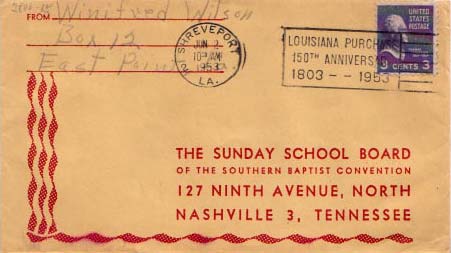 FROM Winifred Wilson
Box 12
East Point
SHREVEPORT
JUN 2
1953
LA.
LOUISIANA PURCHASE
150TH ANNIVERSARY
1803 - - 1953
UNITED STATES POSTAGE
3 CENTS 3
THE SUNDAY SCHOOL BOARD
OF THE SOUTHERN BAPTIST CONVENTION
127 NINTH AVENUE, NORTH
NASHVILLE 3, TENNESSEE